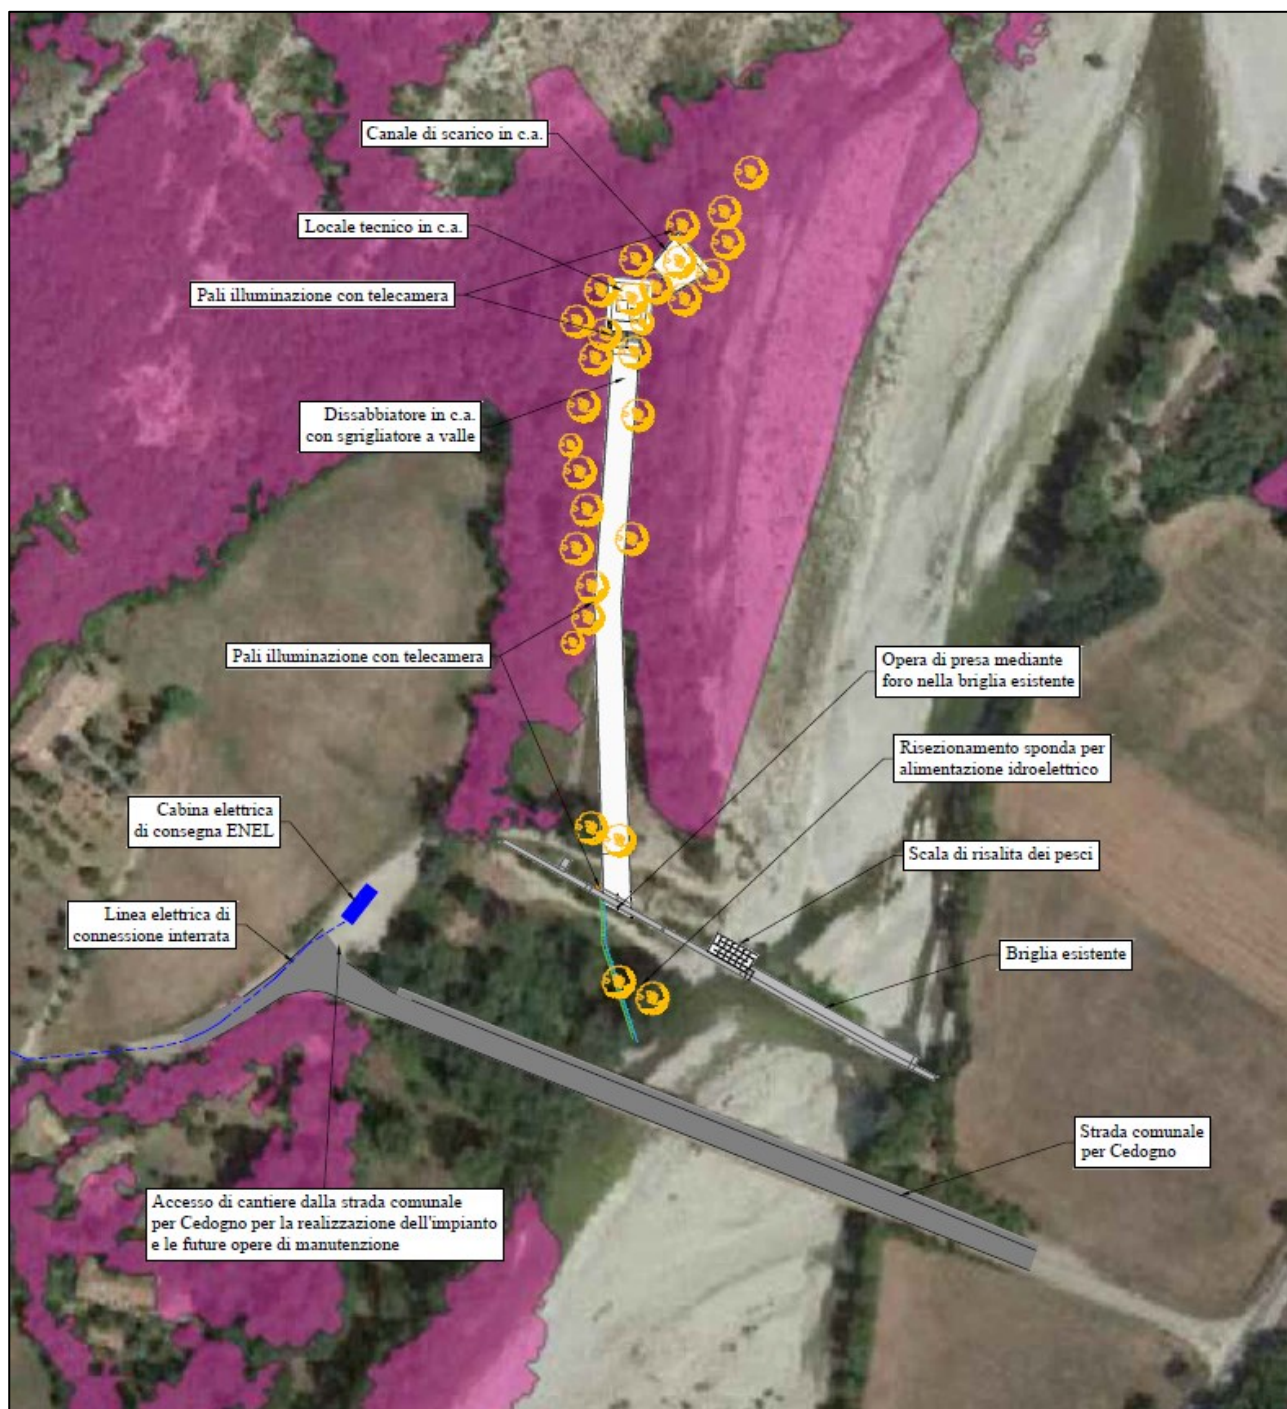 Canale di scarico in c.a.
Locale tecnico in c.a.
Pali illuminazione con telecamera
Dissabbiatore in c.a.
con sgrigliatore a valle
Pali illuminazione con telecamera
Opera di presa mediante
foro nella briglia esistente
Risezionamento sponda per
alimentazione idroelettrico
Cabina elettrica
di consegna ENEL
Scala di risalita dei pesci
Linea elettrica di
connessione interrata
Briglia esistente
Strada comunale
per Cedogno
Accesso di cantiere dalla strada comunale
per Cedogno per la realizzazione dell'impianto
e le future opere di manutenzione